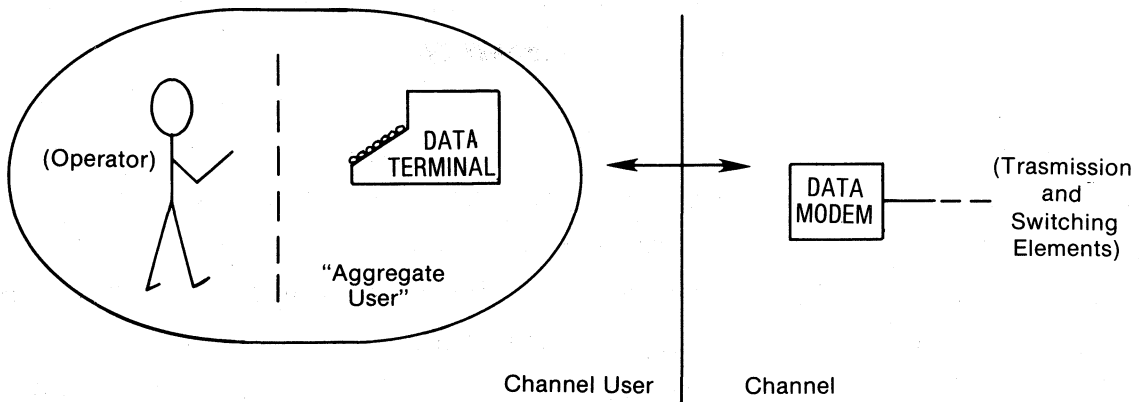 (Operator)
DATA
TERMINAL
"Aggregate
User"
DATA
MODEM
(Trasmission
and
Switching
Elements)
Channel User
Channel